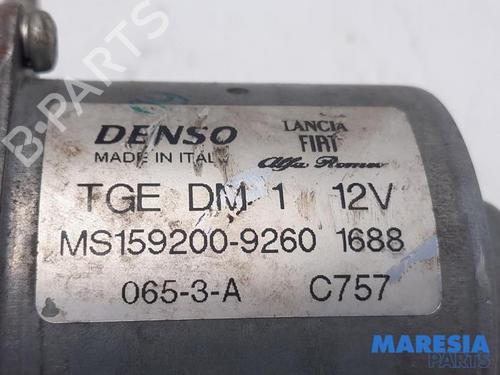 B-PARTS
DENSO
MADE IN ITALY
LANCIA
FIAT
Alfa Romeo
TGE DM-1 12V
MS159200-9260 1688
065-3-A C757
MARESIA
PARTS